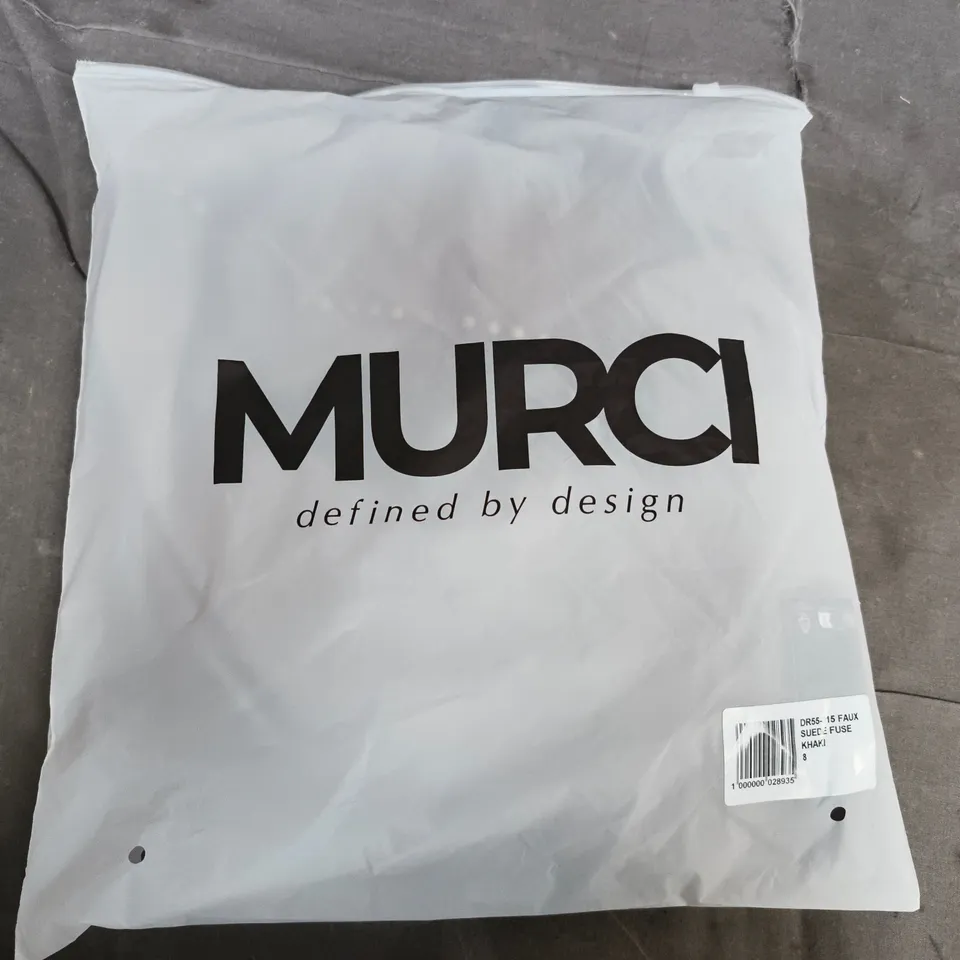 MURCI
defined by design
DR55- 15 FAUX
SUEDE FUSE
KHAKI
8
1 000000 028935